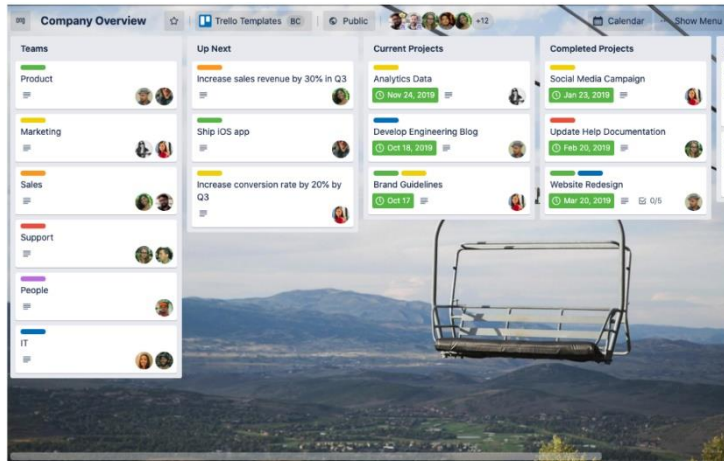 Company Overview
Trello Templates BC
Public
+12
Calendar
Show Menu
Teams
Product
Marketing
Sales
Support
People
IT
Up Next
Increase sales revenue by 30% in Q3
Ship iOS app
Increase conversion rate by 20% by
Q3
Current Projects
Analytics Data
Nov 24, 2019
Develop Engineering Blog
Oct 18, 2019
Brand Guidelines
Oct 17
Completed Projects
Social Media Campaign
Jan 23, 2019
Update Help Documentation
Feb 20, 2019
Website Redesign
Mar 20, 2019 0/5